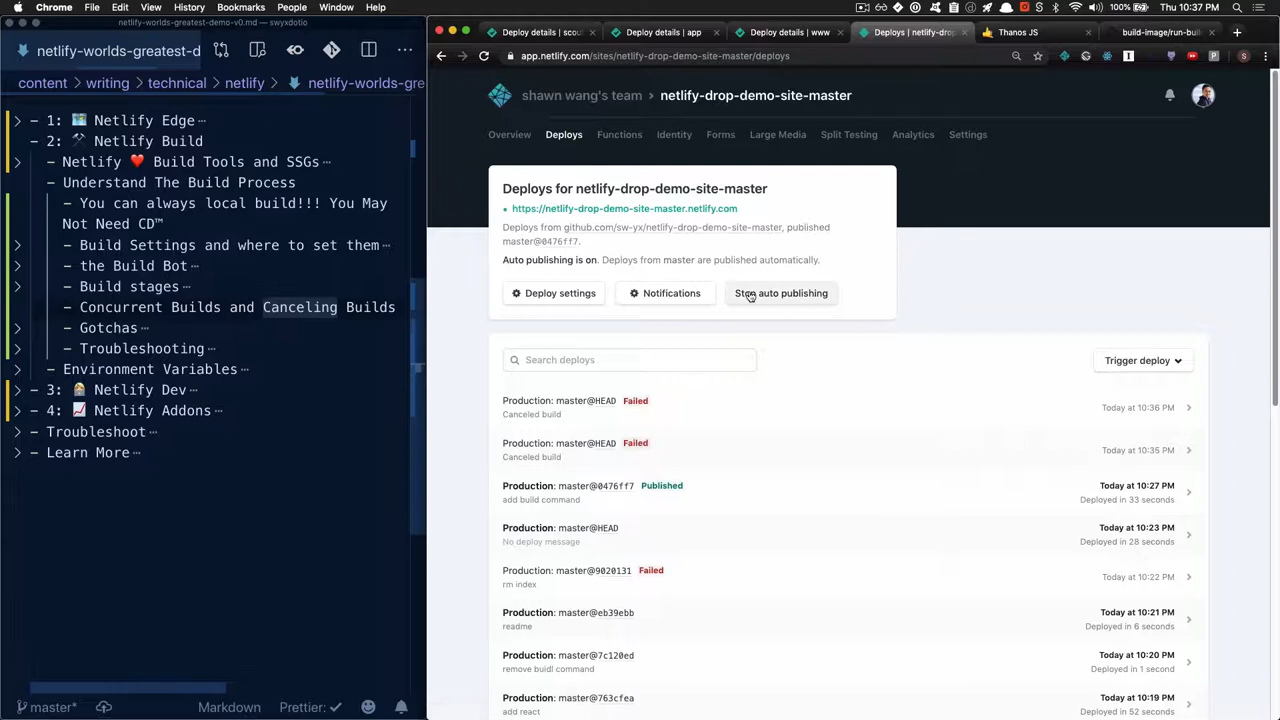 Chrome File Edit View History Bookmarks People Window Help
100% Thu 10:37 PM
netlify-worlds-greatest-demo-v0.md — swyxdotio
netlify-worlds-greatest-d
content › writing › technical › netlify › netlify-worlds-gre
– 1: Netlify Edge…
– 2: Netlify Build
– Netlify ❤️ Build Tools and SSGs…
– Understand The Build Process
– You can always local build!!! You May
Not Need CD™
– Build Settings and where to set them…
– the Build Bot…
– Build stages…
– Concurrent Builds and Canceling Builds
– Gotchas…
– Troubleshooting…
– Environment Variables…
– 3: Netlify Dev…
– 4: Netlify Addons…
– Troubleshoot…
– Learn More…
master*
Markdown
Prettier: ✓
Deploy details | scou
Deploy details | app
Deploy details | www
Deploys | netlify-drop
Thanos JS
build-image/run-buil
app.netlify.com/sites/netlify-drop-demo-site-master/deploys
S
shawn wang's team > netlify-drop-demo-site-master
Overview Deploys Functions Identity Forms Large Media Split Testing Analytics Settings
Deploys for netlify-drop-demo-site-master
https://netlify-drop-demo-site-master.netlify.com
Deploys from github.com/sw-yx/netlify-drop-demo-site-master, published
master@0476ff7.
Auto publishing is on. Deploys from master are published automatically.
Deploy settings
Notifications
Stop auto publishing
Search deploys
Trigger deploy
Production: master@HEAD Failed
Canceled build
Today at 10:36 PM
Production: master@HEAD Failed
Canceled build
Today at 10:35 PM
Production: master@0476ff7 Published
add build command
Today at 10:27 PM
Deployed in 33 seconds
Production: master@HEAD
No deploy message
Today at 10:23 PM
Deployed in 28 seconds
Production: master@9020131 Failed
rm index
Today at 10:22 PM
Production: master@eb39ebb
readme
Today at 10:21 PM
Deployed in 6 seconds
Production: master@7c120ed
remove buidl command
Today at 10:20 PM
Deployed in 1 second
Production: master@763cfea
add react
Today at 10:19 PM
Deployed in 52 seconds